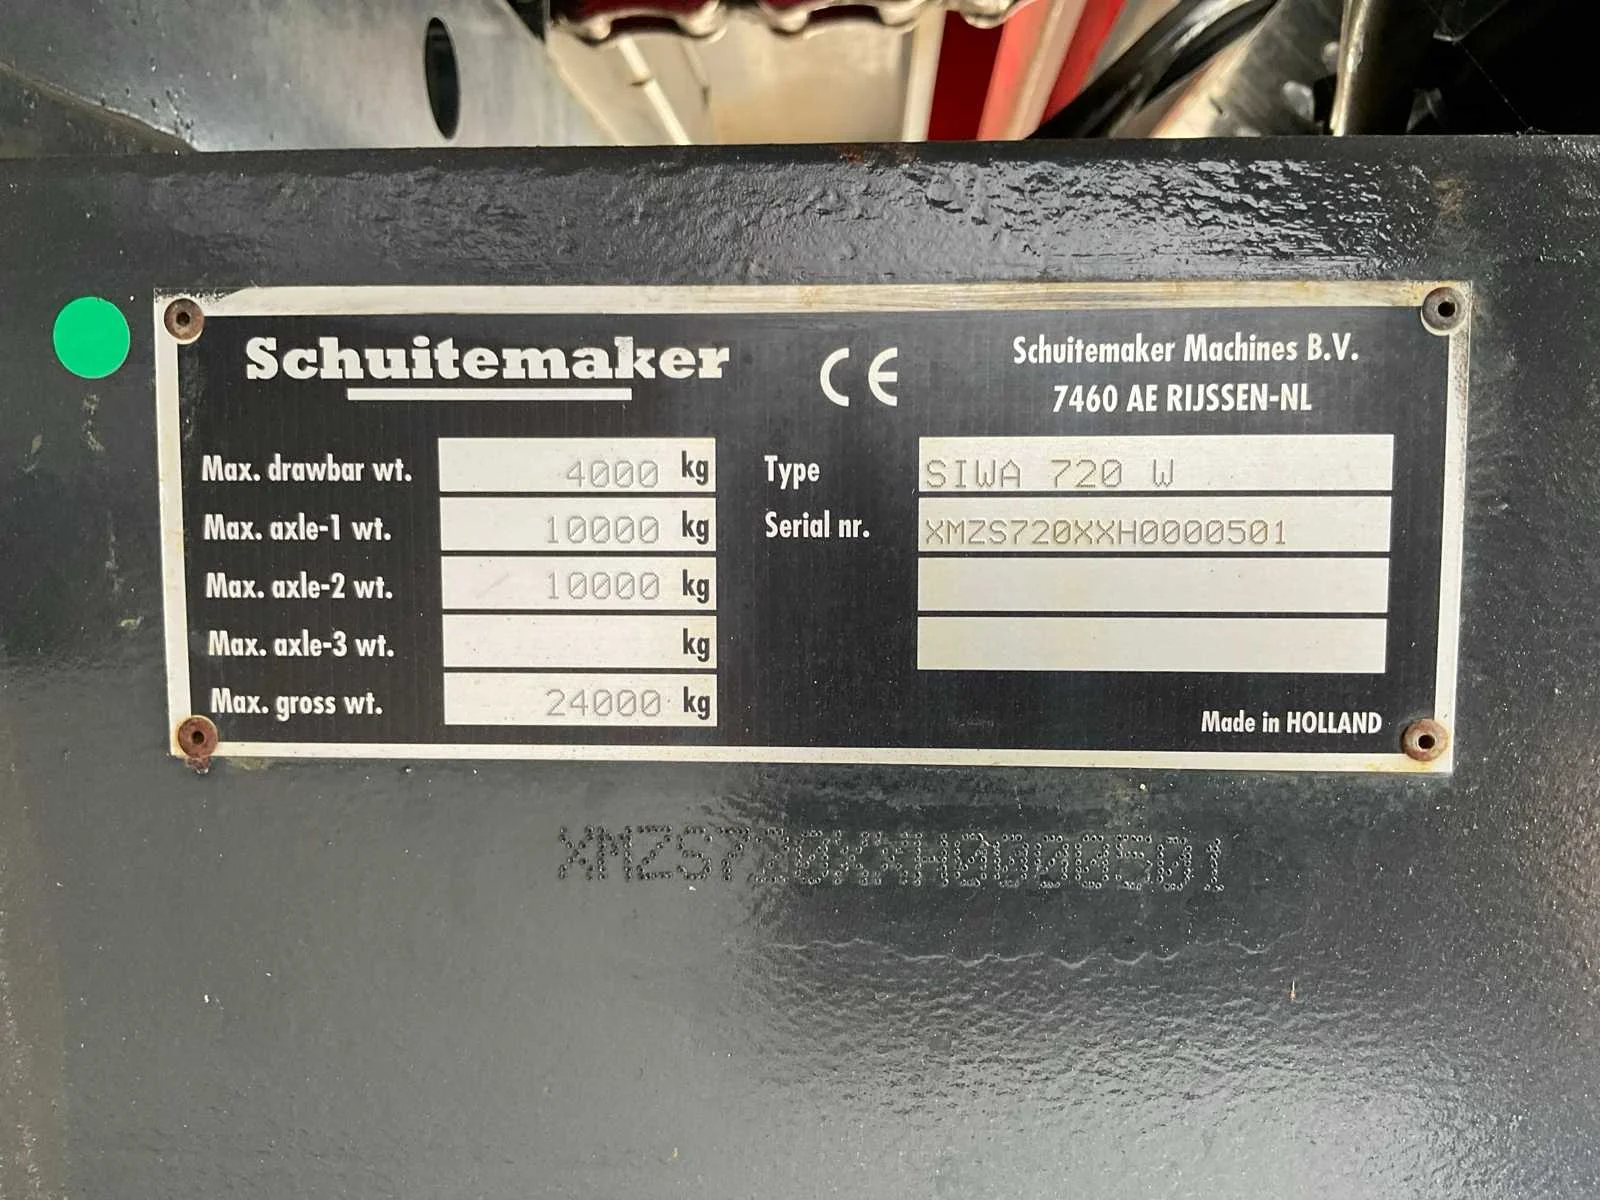 Schuitemaker
CE
Schuitemaker Machines B.V.
7460 AE RIJSSEN-NL
Max. drawbar wt. 4000 kg
Max. axle-1 wt. 10000 kg
Max. axle-2 wt. 10000 kg
Max. axle-3 wt. kg
Max. gross wt. 24000 kg
Type SIWA 720 W
Serial nr. XMZS720XXH0000501
Made in HOLLAND
XMZS720XXH0000501